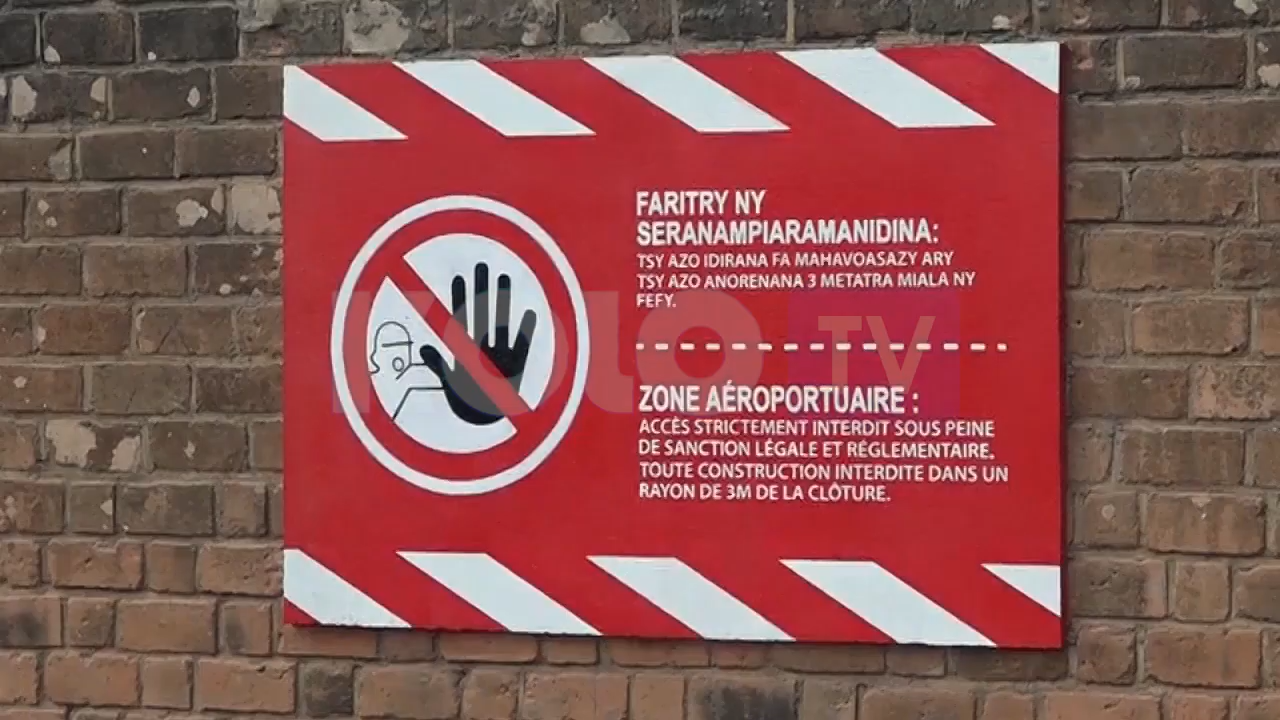 FARITRY NY
SERANAMPIARAMANIDINA:
TSY AZO IDIRANA FA MAHAVOASAZY ARY
TSY AZO ANORENANA 3 METATRA MIALA NY
FEFY.
ZONE AÉROPORTUAIRE :
ACCÈS STRICTEMENT INTERDIT SOUS PEINE
DE SANCTION LÉGALE ET RÉGLEMENTAIRE.
TOUTE CONSTRUCTION INTERDITE DANS UN
RAYON DE 3M DE LA CLÔTURE.
KOLO TV